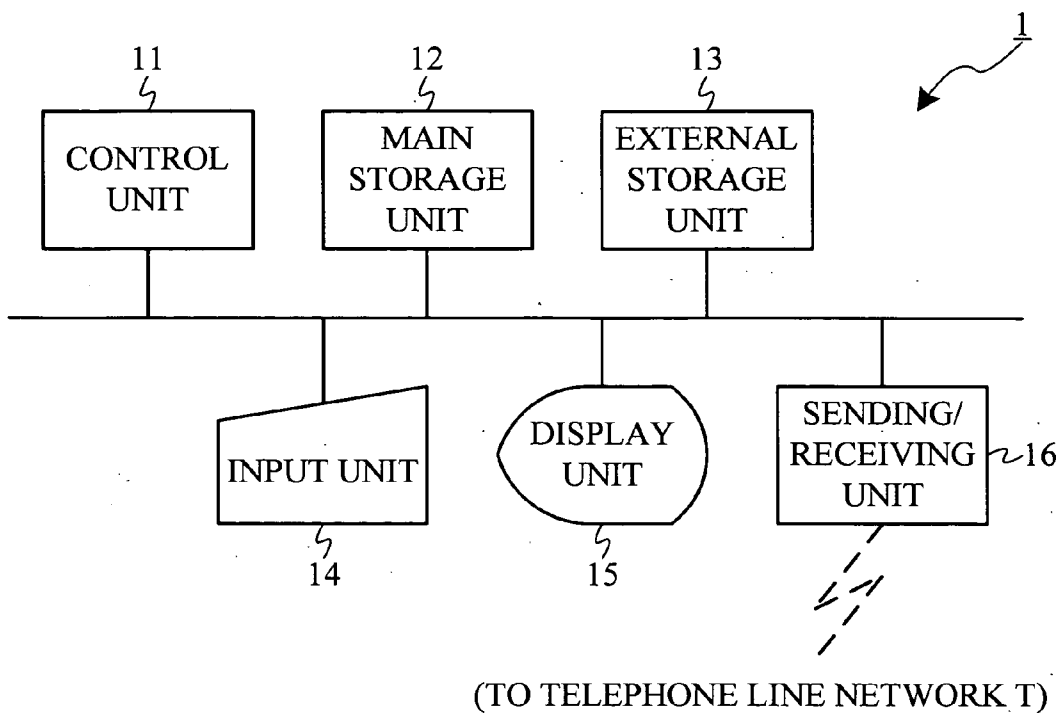 1
11
12
13
CONTROL
UNIT
MAIN
STORAGE
UNIT
EXTERNAL
STORAGE
UNIT
INPUT UNIT
DISPLAY
UNIT
SENDING/
RECEIVING
UNIT
16
14
15
(TO TELEPHONE LINE NETWORK T)